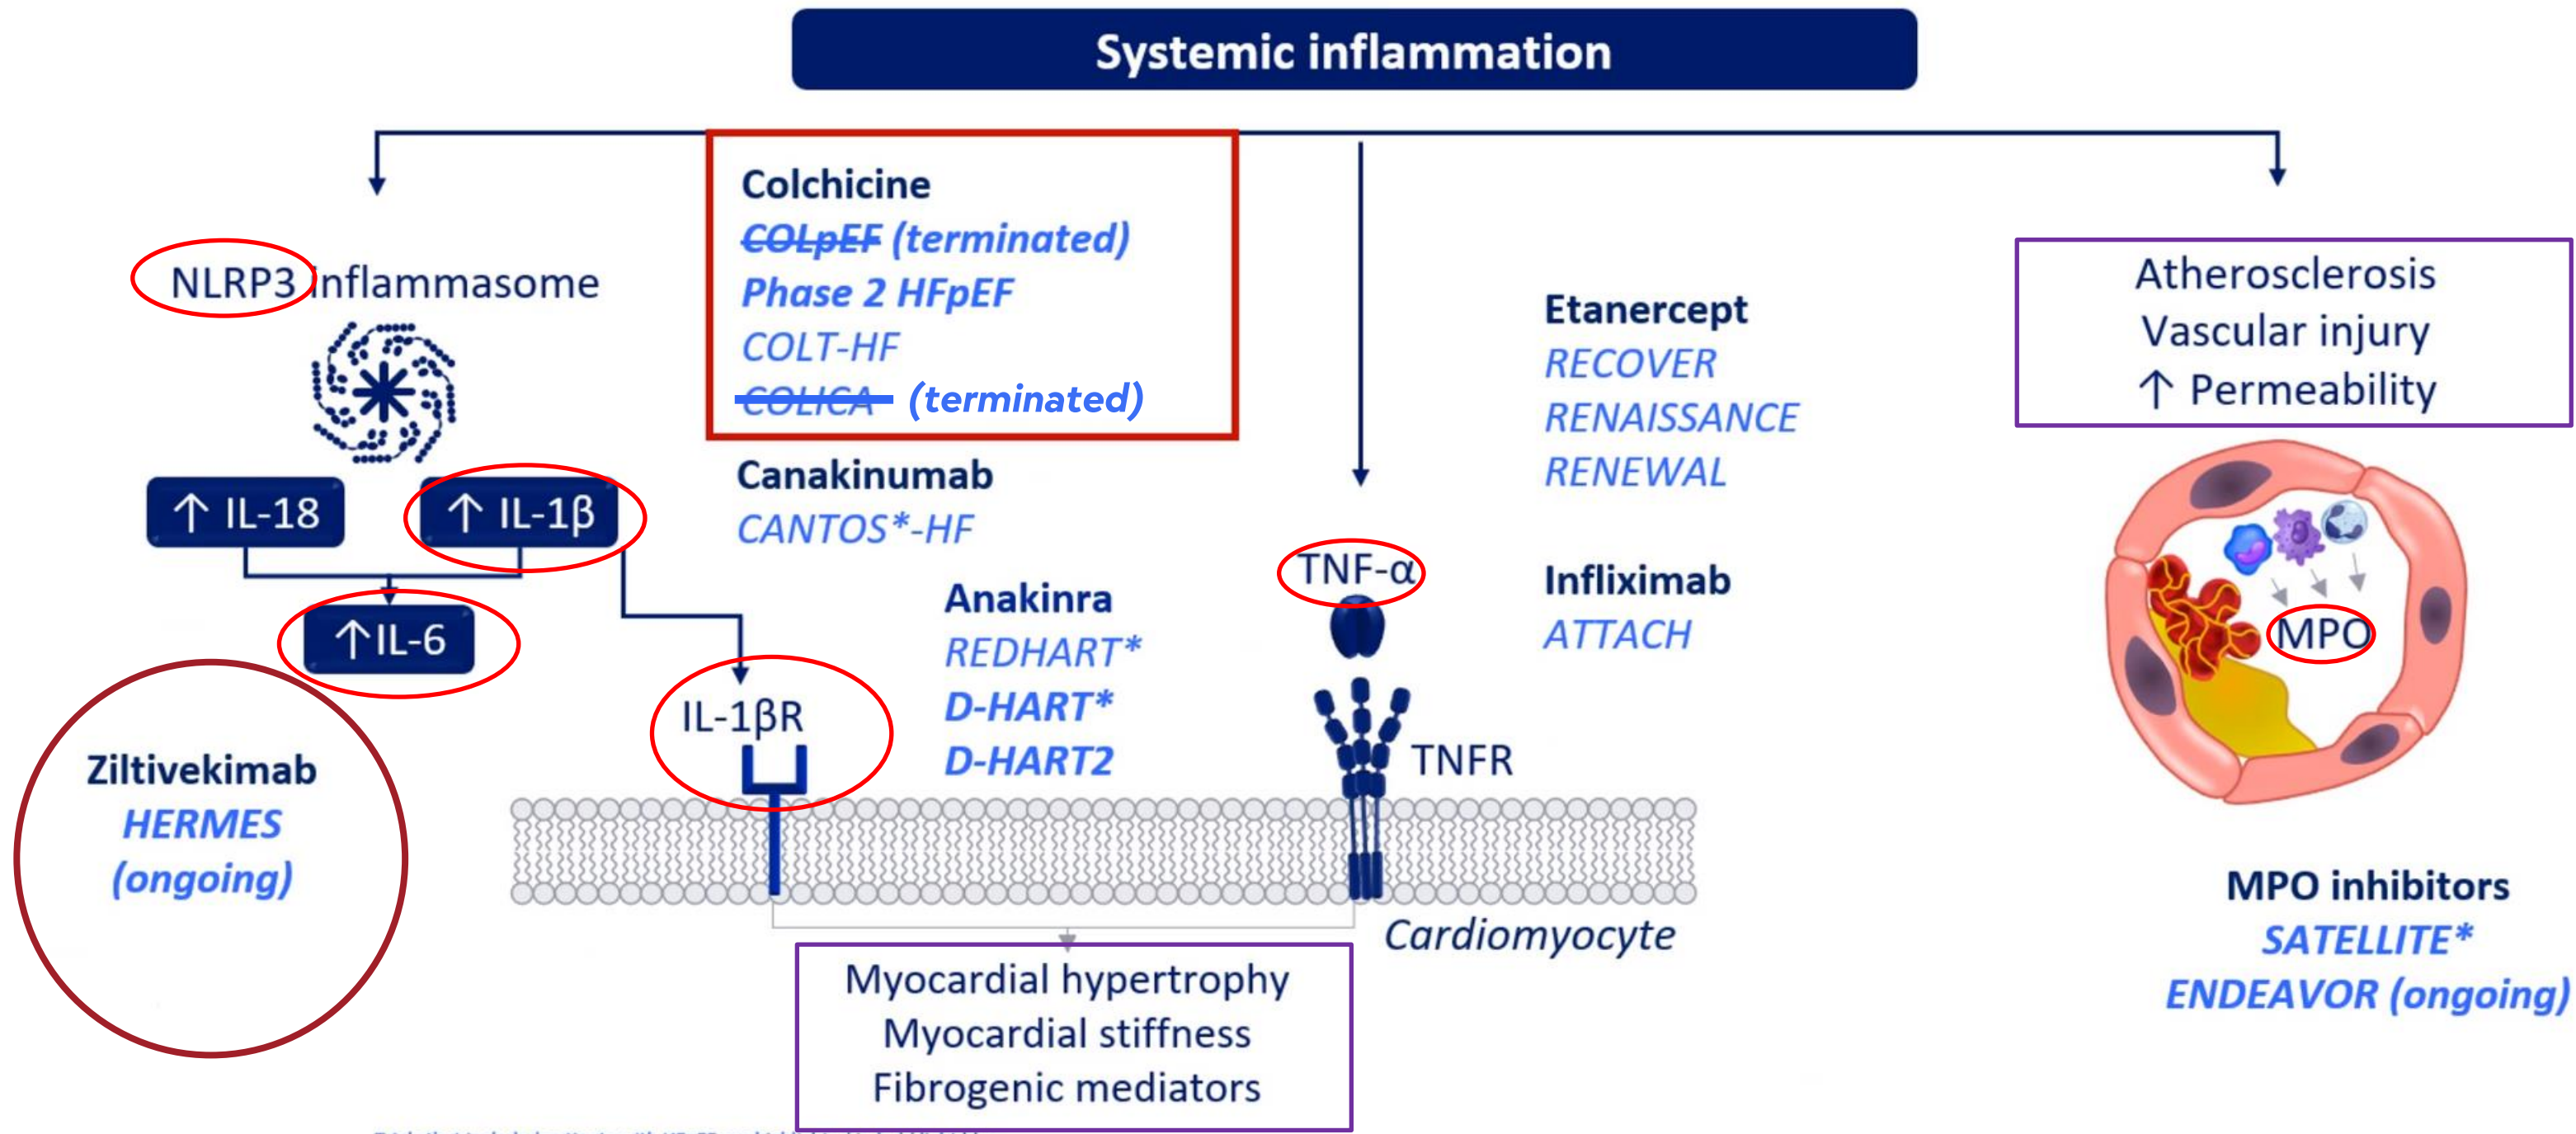 Systemic inflammation
NLRP3 inflammasome
↑ IL-18
↑ IL-1β
↑IL-6
Ziltivekimab
HERMES
(ongoing)
Colchicine
COLpEF (terminated)
Phase 2 HFpEF
COLT-HF
COLICA (terminated)
Canakinumab
CANTOS*-HF
IL-1βR
Anakinra
REDHART*
D-HART*
D-HART2
TNF-α
TNFR
Etanercept
RECOVER
RENAISSANCE
RENEWAL
Infliximab
ATTACH
Cardiomyocyte
Myocardial hypertrophy
Myocardial stiffness
Fibrogenic mediators
Atherosclerosis
Vascular injury
↑ Permeability
MPO
MPO inhibitors
SATELLITE*
ENDEAVOR (ongoing)